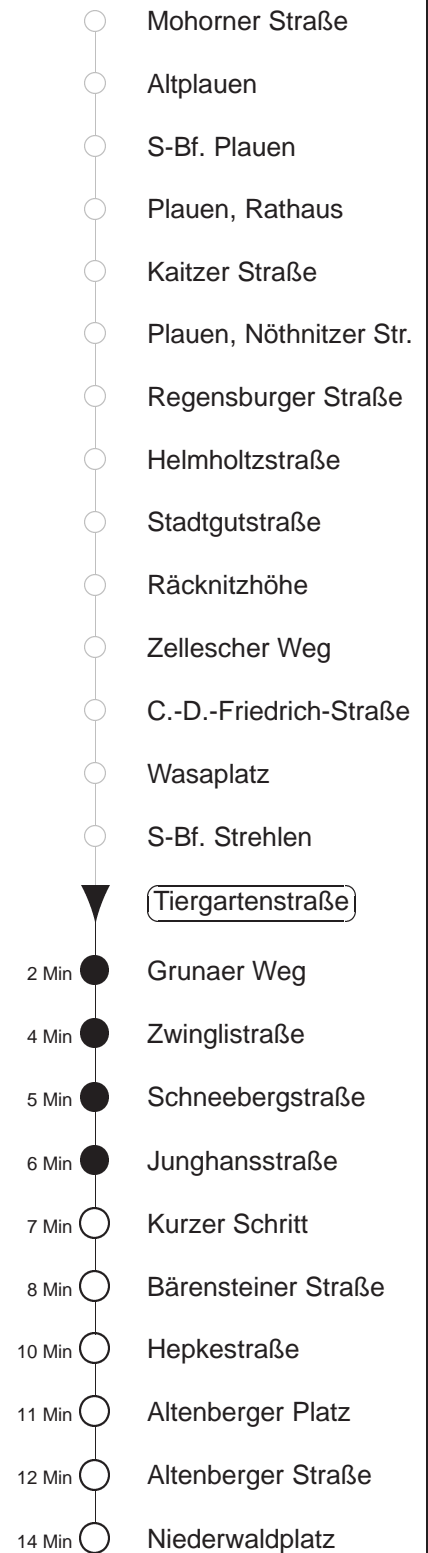 Mohorner Straße
Altplauen
S-Bf. Plauen
Plauen, Rathaus
Kaitzer Straße
Plauen, Nöthnitzer Str.
Regensburger Straße
Helmholtzstraße
Stadtgutstraße
Räcknitzhöhe
Zellescher Weg
C.-D.-Friedrich-Straße
Wasaplatz
S-Bf. Strehlen
Tiergartenstraße
2 Min Grunaer Weg
4 Min Zwinglistraße
5 Min Schneebergstraße
6 Min Junghansstraße
7 Min Kurzer Schritt
8 Min Bärensteiner Straße
10 Min Hepkestraße
11 Min Altenberger Platz
12 Min Altenberger Straße
14 Min Niederwaldplatz